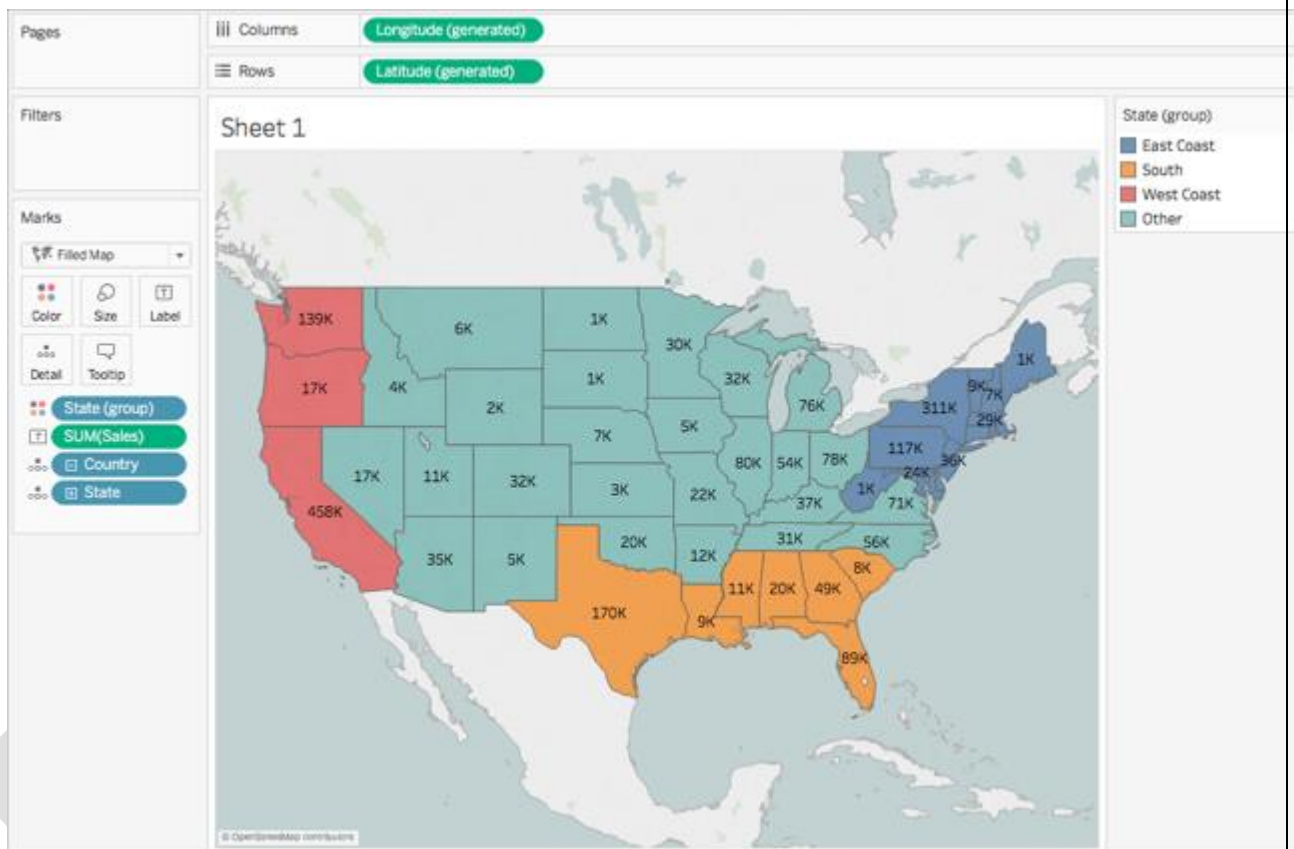 Pages
Columns
Longitude (generated)
Rows
Latitude (generated)
Filters
Sheet 1
State (group)
East Coast
South
West Coast
Other
Marks
Filled Map
Color
Size
Label
Detail
Tooltip
State (group)
SUM(Sales)
Country
State
139K
6K
1K
30K
1K
17K
4K
2K
1K
32K
76K
311K
9K
7K
29K
5K
7K
117K
36K
24K
17K
11K
32K
3K
22K
80K
54K
78K
1K
71K
37K
458K
35K
5K
20K
12K
31K
56K
8K
170K
9K
11K
20K
49K
89K
© OpenStreetMap contributors